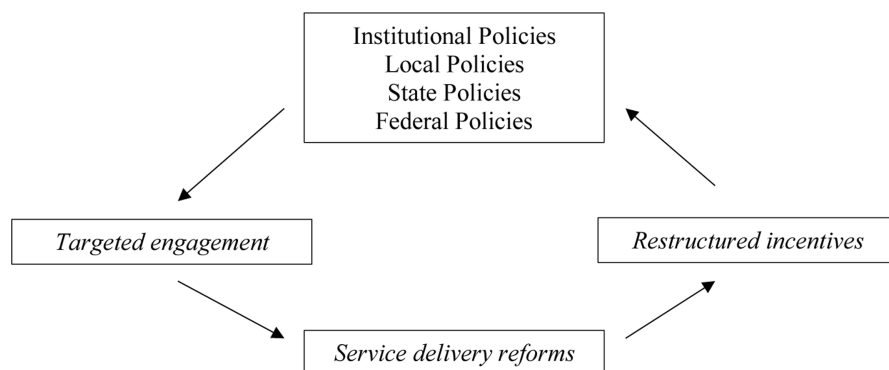 Institutional Policies
Local Policies
State Policies
Federal Policies
Targeted engagement
Restructured incentives
Service delivery reforms